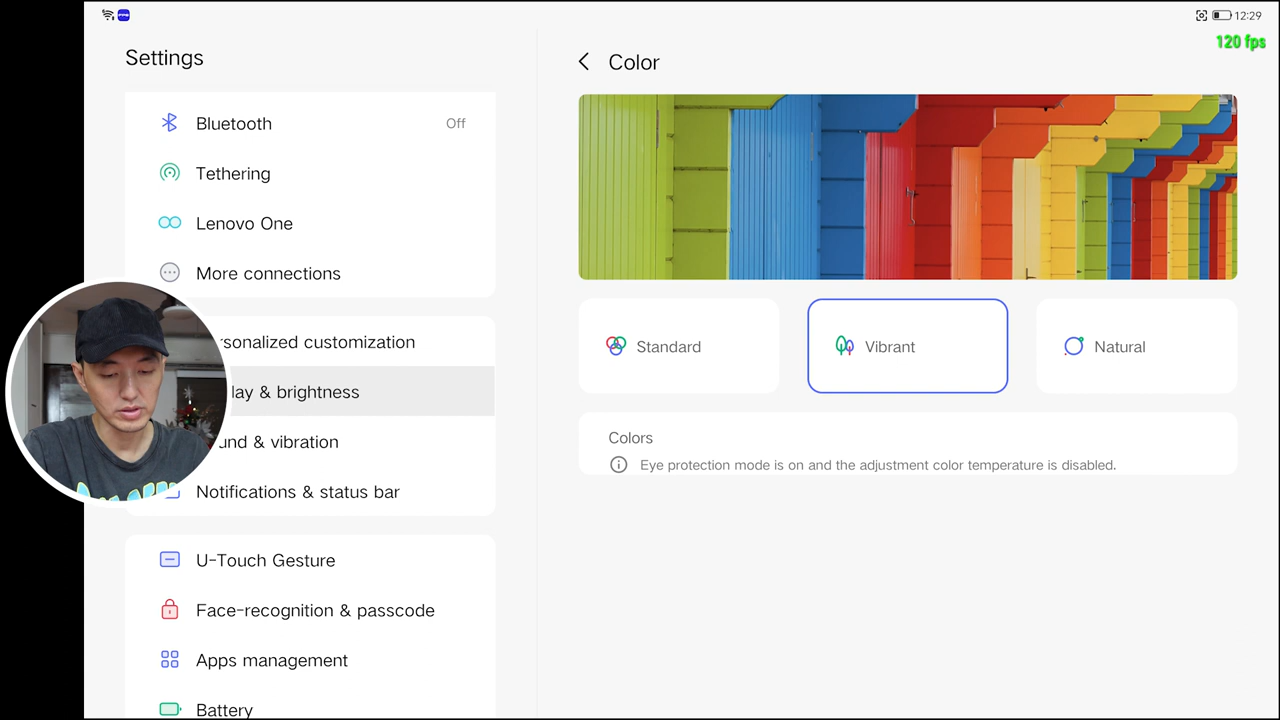 12:29
120 fps
Settings
Color
Bluetooth
Off
Tethering
Lenovo One
More connections
rsonalized customization
lay & brightness
und & vibration
Notifications & status bar
U-Touch Gesture
Face-recognition & passcode
Apps management
Battery
Standard
Vibrant
Natural
Colors
Eye protection mode is on and the adjustment color temperature is disabled.